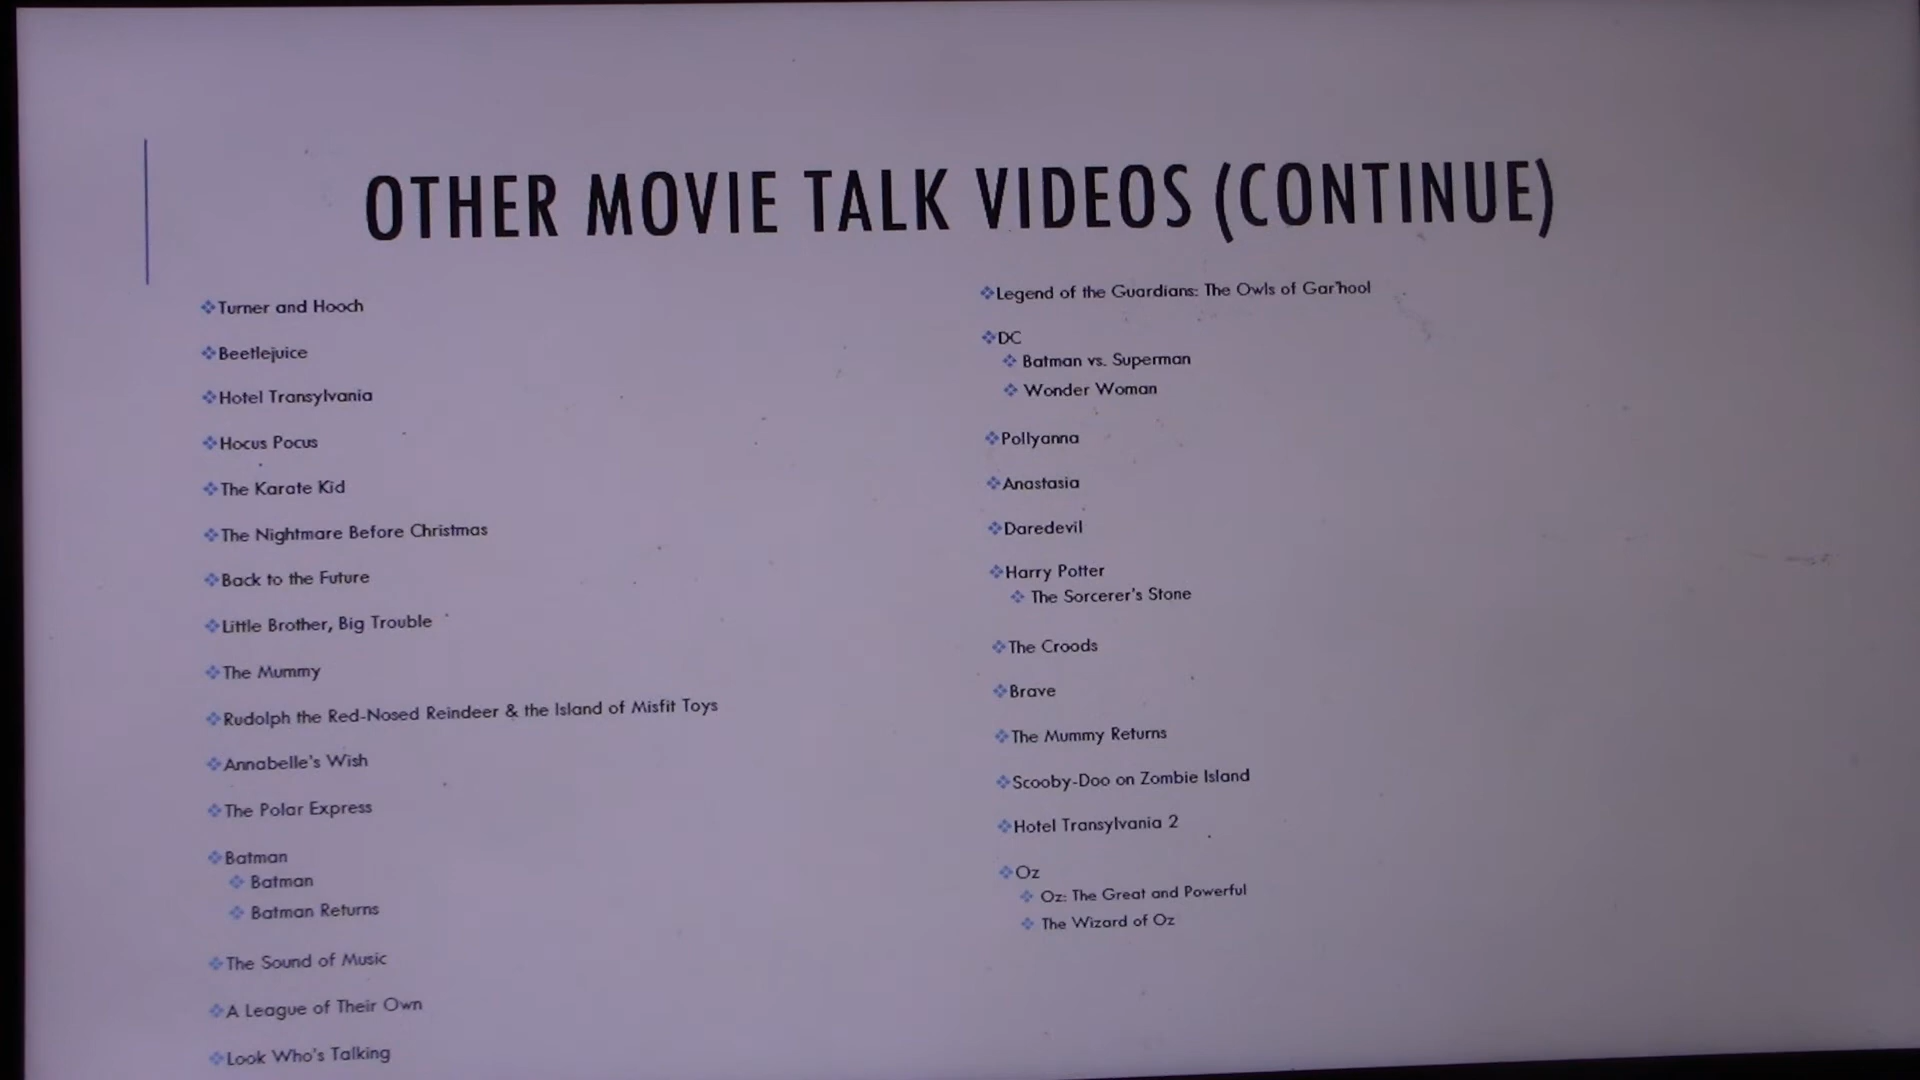 OTHER MOVIE TALK VIDEOS (CONTINUE)
Turner and Hooch
Beetlejuice
Hotel Transylvania
Hocus Pocus
The Karate Kid
The Nightmare Before Christmas
Back to the Future
Little Brother, Big Trouble
The Mummy
Rudolph the Red-Nosed Reindeer & the Island of Misfit Toys
Annabelle's Wish
The Polar Express
Batman
Batman
Batman Returns
The Sound of Music
A League of Their Own
Look Who's Talking
Legend of the Guardians: The Owls of Gar'hool
DC
Batman vs. Superman
Wonder Woman
Pollyanna
Anastasia
Daredevil
Harry Potter
The Sorcerer's Stone
The Croods
Brave
The Mummy Returns
Scooby-Doo on Zombie Island
Hotel Transylvania 2
Oz
Oz: The Great and Powerful
The Wizard of Oz